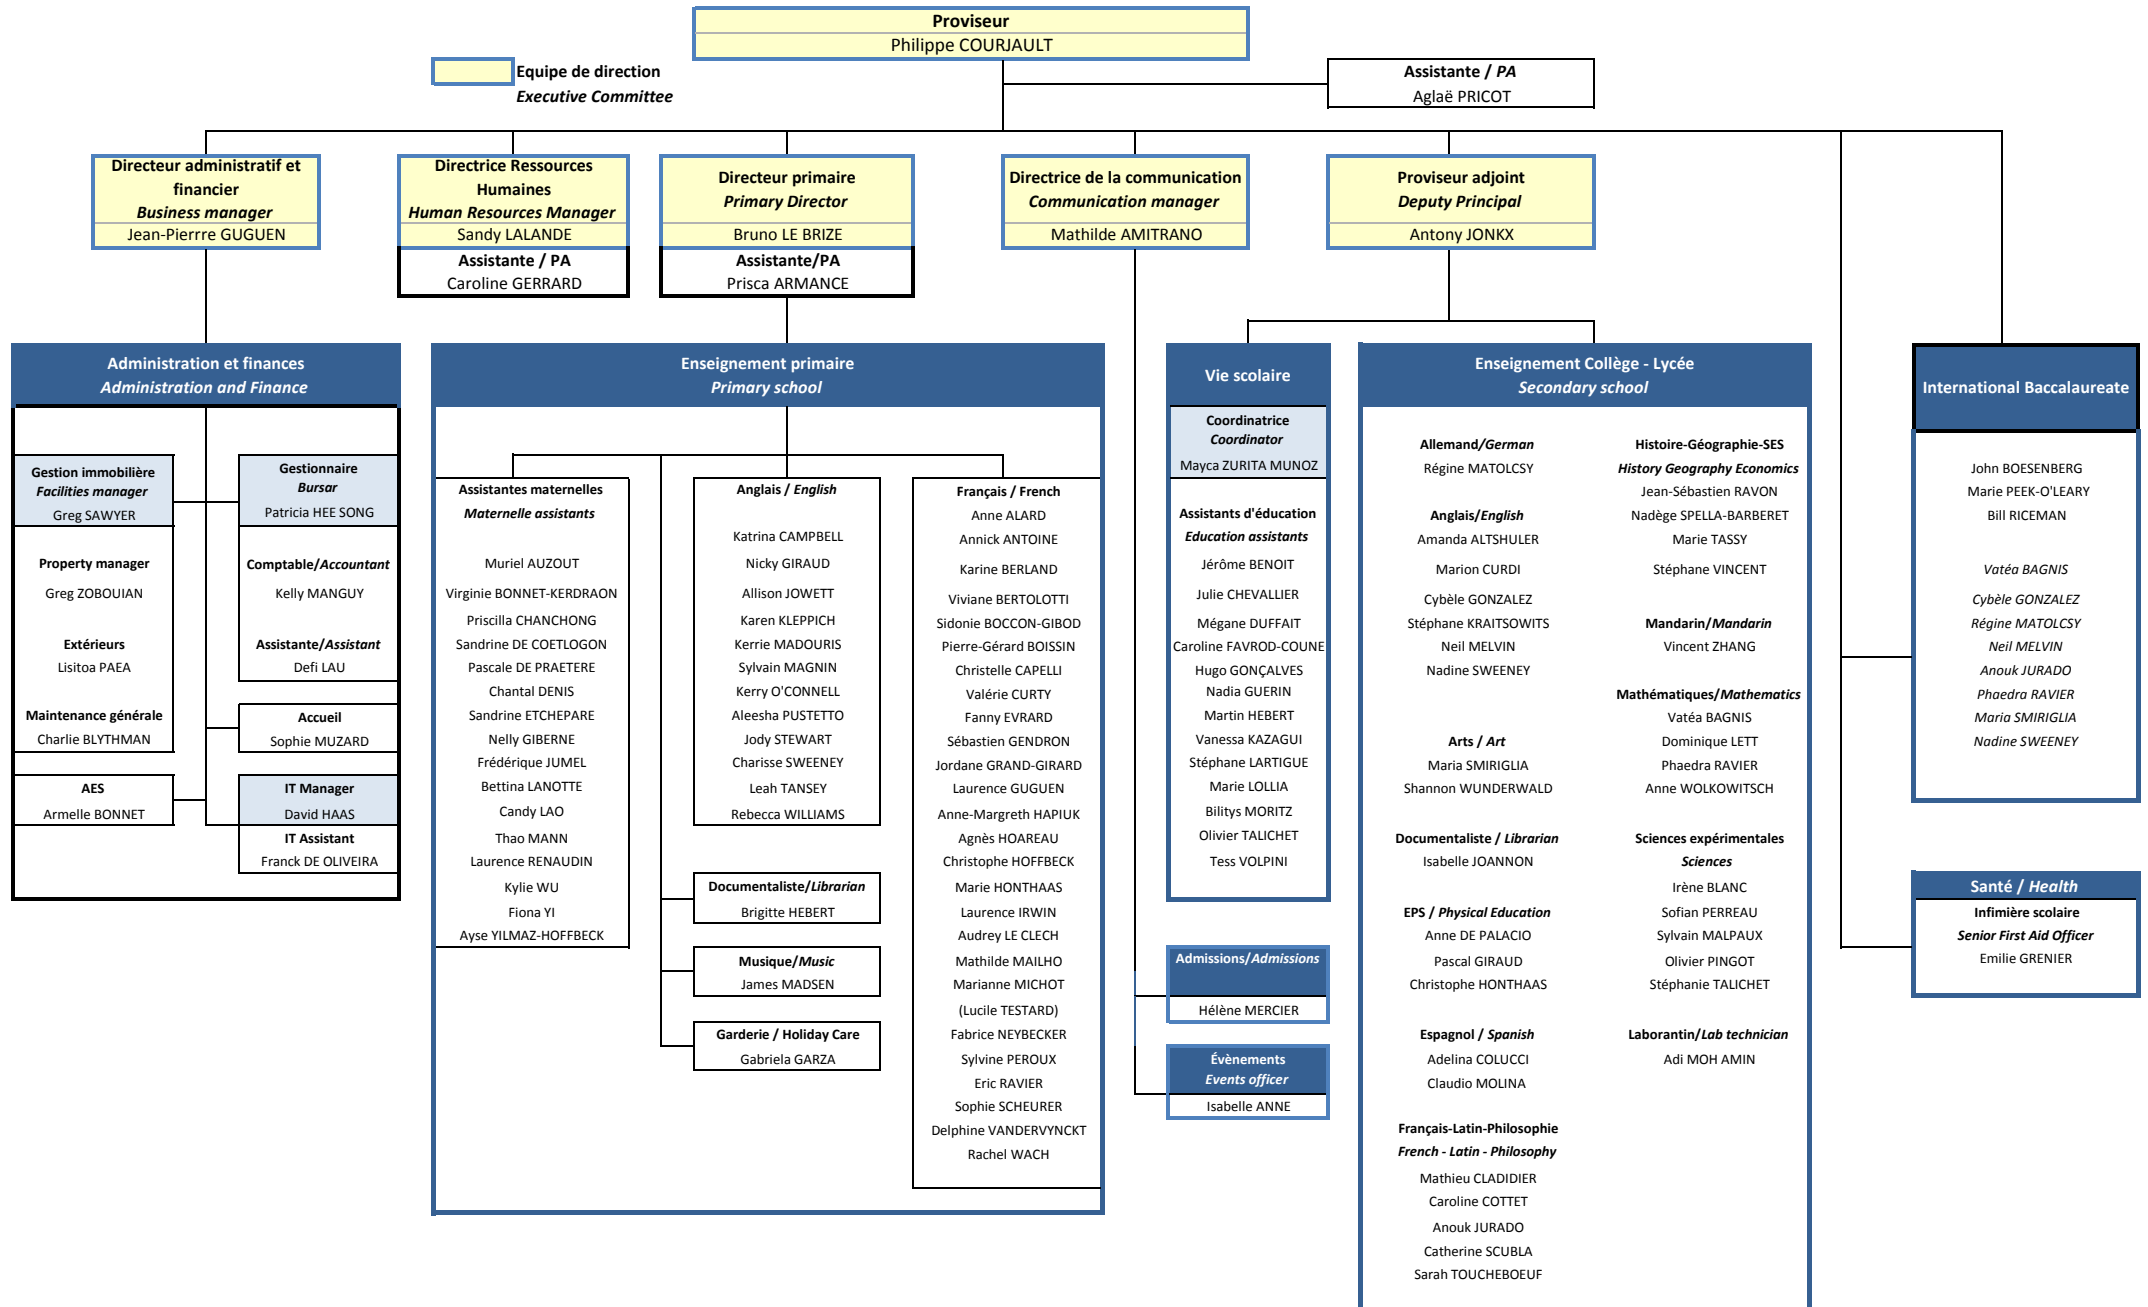 Proviseur
Philippe COURJAULT
Equipe de direction
Executive Committee
Assistante / PA
Aglaë PRICOT
Directeur administratif et
financier
Business manager
Jean-Pierrre GUGUEN
Directrice Ressources
Humaines
Human Resources Manager
Sandy LALANDE
Assistante / PA
Caroline GERRARD
Directeur primaire
Primary Director
Bruno LE BRIZE
Assistante/PA
Prisca ARMANCE
Directrice de la communication
Communication manager
Mathilde AMITRANO
Proviseur adjoint
Deputy Principal
Antony JONKX
Administration et finances
Administration and Finance
Gestion immobilière
Facilities manager
Greg SAWYER
Property manager
Greg ZOBOUIAN
Extérieurs
Lisitoa PAEA
Maintenance générale
Charlie BLYTHMAN
AES
Armelle BONNET
Gestionnaire
Bursar
Patricia HEE SONG
Comptable/Accountant
Kelly MANGUY
Assistante/Assistant
Defi LAU
Accueil
Sophie MUZARD
IT Manager
David HAAS
IT Assistant
Franck DE OLIVEIRA
Enseignement primaire
Primary school
Assistantes maternelles
Maternelle assistants
Muriel AUZOUT
Virginie BONNET-KERDRAON
Priscilla CHANCHONG
Sandrine DE COETLOGON
Pascale DE PRAETERE
Chantal DENIS
Sandrine ETCHEPARE
Nelly GIBERNE
Frédérique JUMEL
Bettina LANOTTE
Candy LAO
Thao MANN
Laurence RENAUDIN
Kylie WU
Fiona YI
Ayse YILMAZ-HOFFBECK
Anglais / English
Katrina CAMPBELL
Nicky GIRAUD
Allison JOWETT
Karen KLEPPICH
Kerrie MADOURIS
Sylvain MAGNIN
Kerry O'CONNELL
Aleesha PUSTETTO
Jody STEWART
Charisse SWEENEY
Leah TANSEY
Rebecca WILLIAMS
Documentaliste/Librarian
Brigitte HEBERT
Musique/Music
James MADSEN
Garderie / Holiday Care
Gabriela GARZA
Français / French
Anne ALARD
Annick ANTOINE
Karine BERLAND
Viviane BERTOLOTTI
Sidonie BOCCON-GIBOD
Pierre-Gérard BOISSIN
Christelle CAPELLI
Valérie CURTY
Fanny EVRARD
Sébastien GENDRON
Jordane GRAND-GIRARD
Laurence GUGUEN
Anne-Margreth HAPIUK
Agnès HOAREAU
Christophe HOFFBECK
Marie HONTHAAS
Laurence IRWIN
Audrey LE CLECH
Mathilde MAILHO
Marianne MICHOT
(Lucile TESTARD)
Fabrice NEYBECKER
Sylvine PEROUX
Eric RAVIER
Sophie SCHEURER
Delphine VANDERVYNCKT
Rachel WACH
Vie scolaire
Coordinatrice
Coordinator
Mayca ZURITA MUNOZ
Assistants d'éducation
Education assistants
Jérôme BENOIT
Julie CHEVALLIER
Mégane DUFFAIT
Caroline FAVROD-COUNE
Hugo GONÇALVES
Nadia GUERIN
Martin HEBERT
Vanessa KAZAGUI
Stéphane LARTIGUE
Marie LOLLIA
Bilitys MORITZ
Olivier TALICHET
Tess VOLPINI
Admissions/Admissions
Hélène MERCIER
Évènements
Events officer
Isabelle ANNE
Enseignement Collège - Lycée
Secondary school
Allemand/German
Régine MATOLCSY
Anglais/English
Amanda ALTSHULER
Marion CURDI
Cybèle GONZALEZ
Stéphane KRAITSOWITS
Neil MELVIN
Nadine SWEENEY
Arts / Art
Maria SMIRIGLIA
Shannon WUNDERWALD
Documentaliste / Librarian
Isabelle JOANNON
EPS / Physical Education
Anne DE PALACIO
Pascal GIRAUD
Christophe HONTHAAS
Espagnol / Spanish
Adelina COLUCCI
Claudio MOLINA
Français-Latin-Philosophie
French - Latin - Philosophy
Mathieu CLADIDIER
Caroline COTTET
Anouk JURADO
Catherine SCUBLA
Sarah TOUCHEBOEUF
Histoire-Géographie-SES
History Geography Economics
Jean-Sébastien RAVON
Nadège SPELLA-BARBERET
Marie TASSY
Stéphane VINCENT
Mandarin/Mandarin
Vincent ZHANG
Mathématiques/Mathematics
Vatéa BAGNIS
Dominique LETT
Phaedra RAVIER
Anne WOLKOWITSCH
Sciences expérimentales
Sciences
Irène BLANC
Sofian PERREAU
Sylvain MALPAUX
Olivier PINGOT
Stéphanie TALICHET
Laborantin/Lab technician
Adi MOH AMIN
International Baccalaureate
John BOESENBERG
Marie PEEK-O'LEARY
Bill RICEMAN
Vatéa BAGNIS
Cybèle GONZALEZ
Régine MATOLCSY
Neil MELVIN
Anouk JURADO
Phaedra RAVIER
Maria SMIRIGLIA
Nadine SWEENEY
Santé / Health
Infimière scolaire
Senior First Aid Officer
Emilie GRENIER